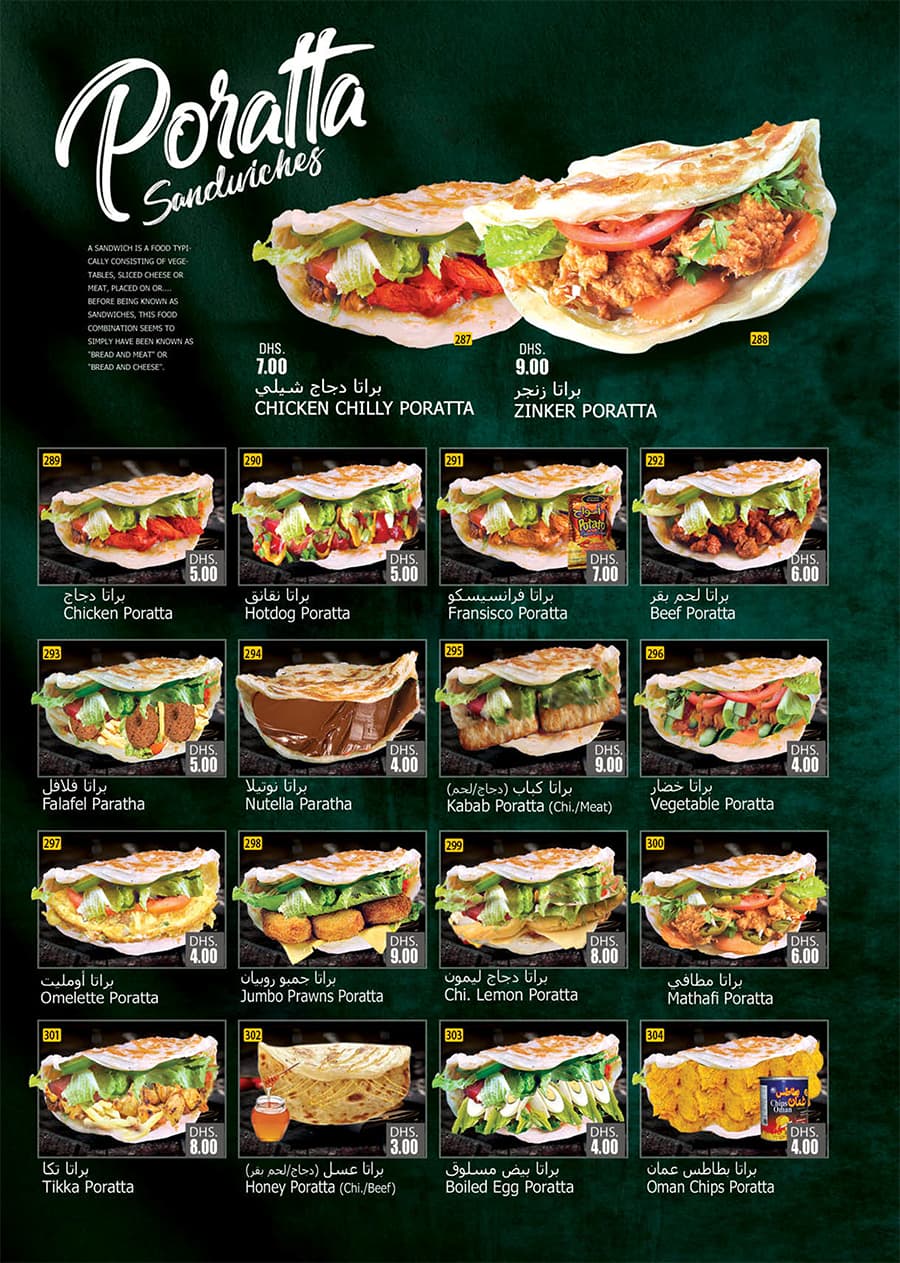 Poratta
Sandwiches
A SANDWICH IS A FOOD TYPI-
CALLY CONSISTING OF VEGE-
TABLES, SLICED CHEESE OR
MEAT, PLACED ON OR....
BEFORE BEING KNOWN AS
SANDWICHES, THIS FOOD
COMBINATION SEEMS TO
SIMPLY HAVE BEEN KNOWN AS
"BREAD AND MEAT" OR
"BREAD AND CHEESE".
287
DHS.
7.00
براتا دجاج شيلي
CHICKEN CHILLY PORATTA
288
DHS.
9.00
براتا زنجر
ZINKER PORATTA
289
DHS.
5.00
براتا دجاج
Chicken Poratta
290
DHS.
5.00
براتا نقانق
Hotdog Poratta
291
Potato
DHS.
7.00
براتا فرانسيسكو
Fransisco Poratta
292
DHS.
6.00
براتا لحم بقر
Beef Poratta
293
DHS.
5.00
براتا فلافل
Falafel Paratha
294
DHS.
4.00
براتا نوتيلا
Nutella Paratha
295
DHS.
9.00
براتا كباب (دجاج/لحم)
Kabab Poratta (Chi./Meat)
296
DHS.
4.00
براتا خضار
Vegetable Poratta
297
DHS.
4.00
براتا أومليت
Omelette Poratta
298
DHS.
9.00
براتا جمبو روبيان
Jumbo Prawns Poratta
299
DHS.
8.00
براتا دجاج ليمون
Chi. Lemon Poratta
300
DHS.
6.00
براتا مطافي
Mathafi Poratta
301
DHS.
8.00
براتا تكا
Tikka Poratta
302
DHS.
3.00
براتا عسل (دجاج/لحم بقر)
Honey Poratta (Chi./Beef)
303
DHS.
4.00
براتا بيض مسلوق
Boiled Egg Poratta
304
بطاطس
عمان
Chips
Oman
DHS.
4.00
براتا بطاطس عمان
Oman Chips Poratta